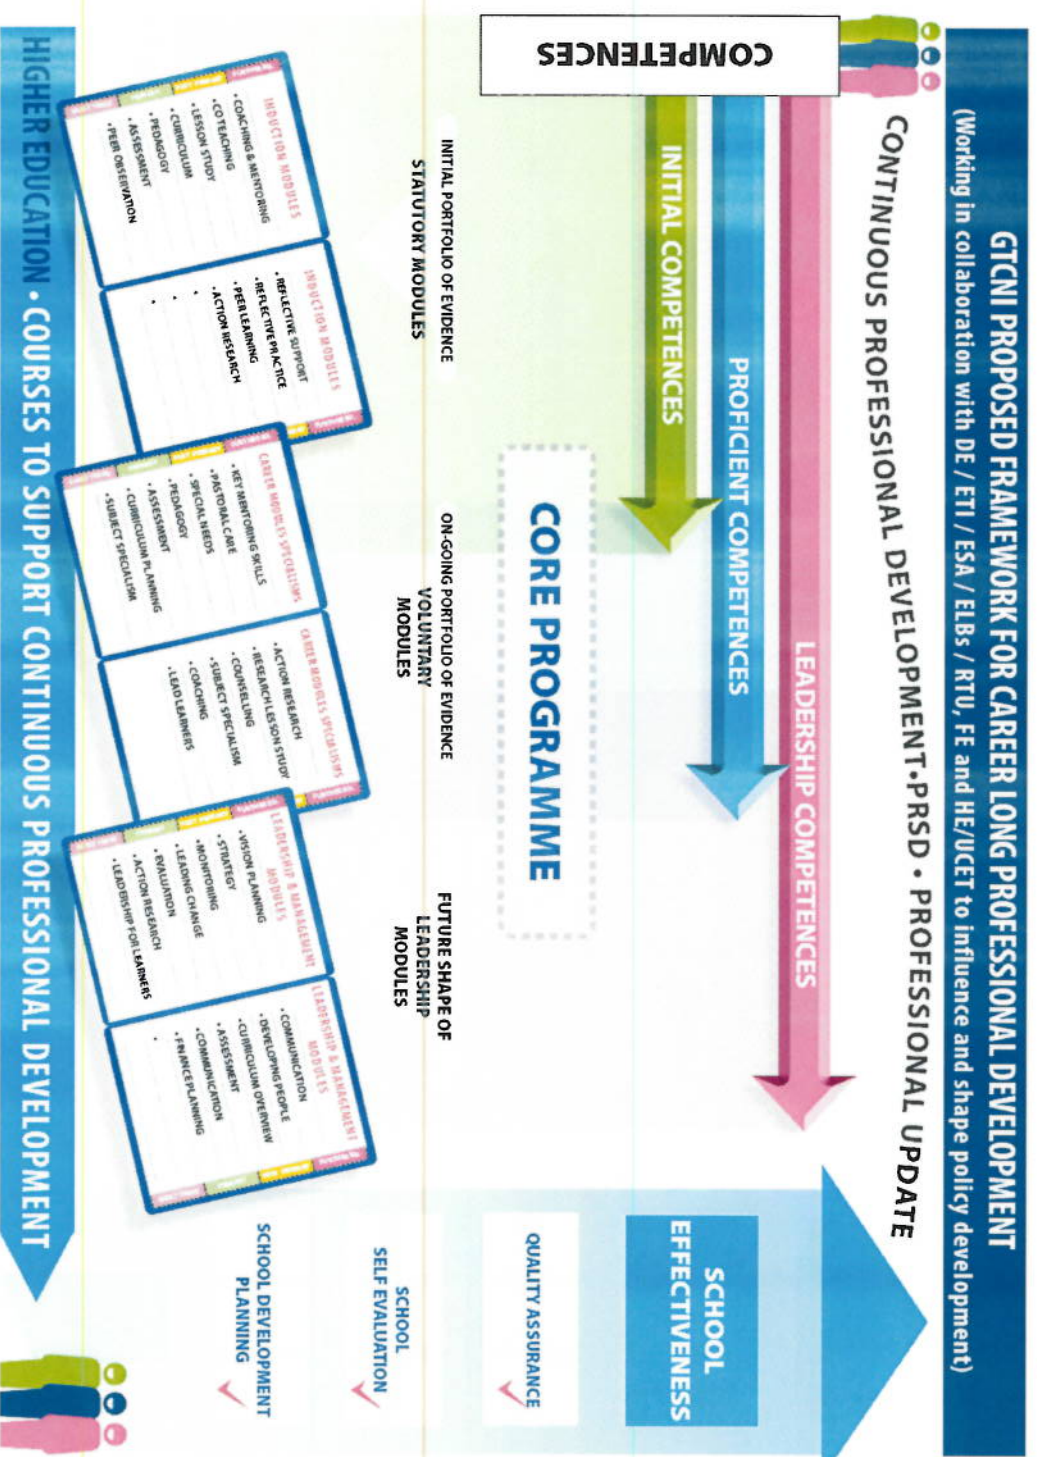 GTCNI PROPOSED FRAMEWORK FOR CAREER LONG PROFESSIONAL DEVELOPMENT
(Working in collaboration with DE / ETI / ESA / ELBs / RTU, FE and HE/UCET to influence and shape policy development)
CONTINUOUS PROFESSIONAL DEVELOPMENT•PRSD • PROFESSIONAL UPDATE
COMPETENCES
LEADERSHIP COMPETENCES
PROFICIENT COMPETENCES
INITIAL COMPETENCES
CORE PROGRAMME
SCHOOL
EFFECTIVENESS
QUALITY ASSURANCE
SCHOOL
SELF EVALUATION
SCHOOL DEVELOPMENT
PLANNING
INITIAL PORTFOLIO OF EVIDENCE
STATUTORY MODULES
ON-GOING PORTFOLIO OF EVIDENCE
VOLUNTARY
MODULES
FUTURE SHAPE OF
LEADERSHIP
MODULES
INDUCTION MODULES
• COACHING & MENTORING
• CO TEACHING
• LESSON STUDY
• CURRICULUM
• PEDAGOGY
• ASSESSMENT
• PEER OBSERVATION
INDUCTION MODULES
• REFLECTIVE SUPPORT
• REFLECTIVE PRACTICE
• PEER LEARNING
• ACTION RESEARCH
CAREER MODULES SPECIALISMS
• KEY MENTORING SKILLS
• PASTORAL CARE
• SPECIAL NEEDS
• PEDAGOGY
• ASSESSMENT
• CURRICULUM PLANNING
• SUBJECT SPECIALISM
CAREER MODULES SPECIALISMS
• ACTION RESEARCH
• RESEARCH LESSON STUDY
• COUNSELLING
• SUBJECT SPECIALISM
• COACHING
• LEAD LEARNERS
LEADERSHIP & MANAGEMENT
MODULES
• VISION PLANNING
• STRATEGY
• MONITORING
• LEADING CHANGE
• EVALUATION
• ACTION RESEARCH
• LEADERSHIP FOR LEARNERS
LEADERSHIP & MANAGEMENT
MODULES
• COMMUNICATION
• DEVELOPING PEOPLE
• CURRICULUM OVERVIEW
• ASSESSMENT
• COMMUNICATION
• FINANCE PLANNING
HIGHER EDUCATION • COURSES TO SUPPORT CONTINUOUS PROFESSIONAL DEVELOPMENT